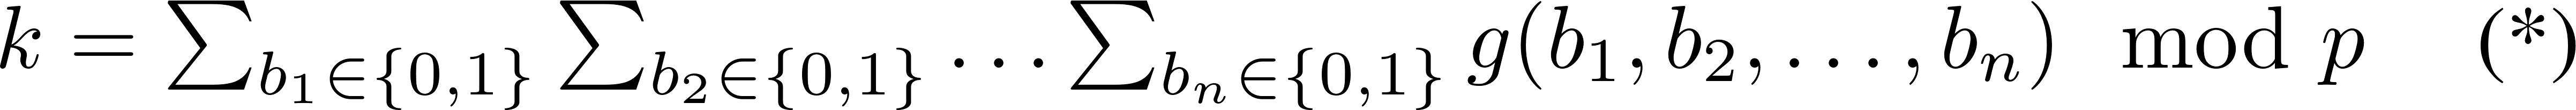 k = ∑_{b_1∈{0,1}} ∑_{b_2∈{0,1}} ··· ∑_{b_n∈{0,1}} g(b_1, b_2, . . . , b_n) mod p (*)